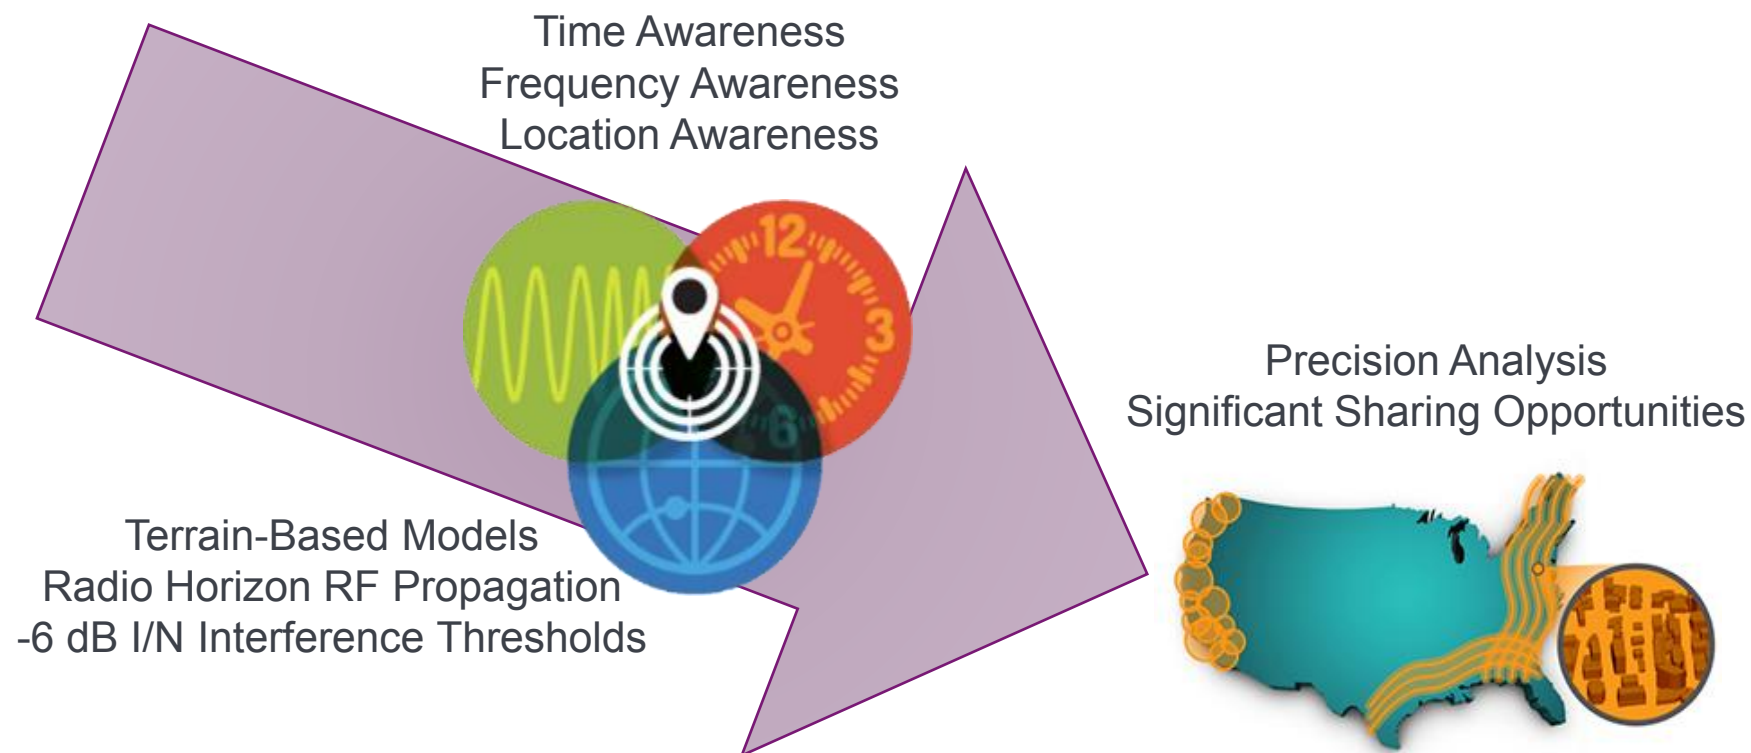 Time Awareness
Frequency Awareness
Location Awareness
12
3
6
Precision Analysis
Significant Sharing Opportunities
Terrain-Based Models
Radio Horizon RF Propagation
-6 dB I/N Interference Thresholds